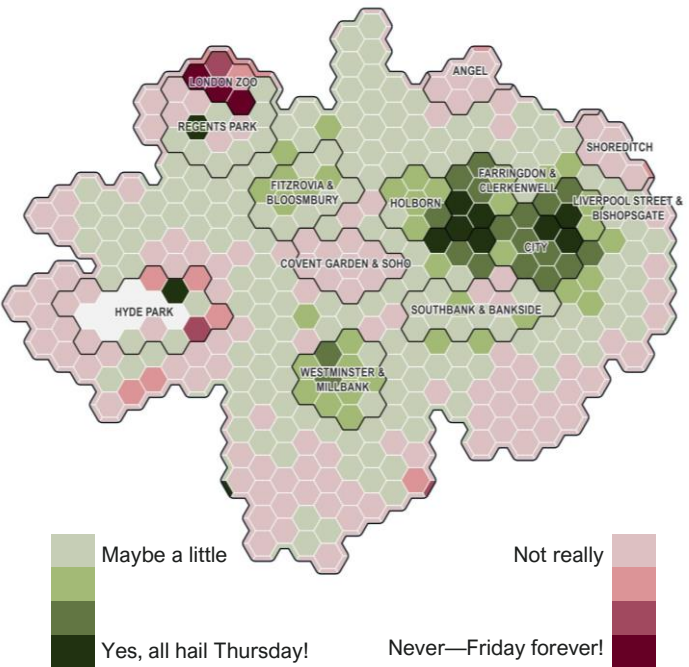 LONDON ZOO
ANGEL
REGENTS PARK
SHOREDITCH
FARRINGDON &
CLERKENWELL
FITZROVIA &
BLOOSMBURY
HOLBORN
LIVERPOOL STREET &
BISHOPSGATE
CITY
COVENT GARDEN & SOHO
HYDE PARK
SOUTHBANK & BANKSIDE
WESTMINSTER &
MILLBANK
Maybe a little
Not really
Yes, all hail Thursday!
Never—Friday forever!